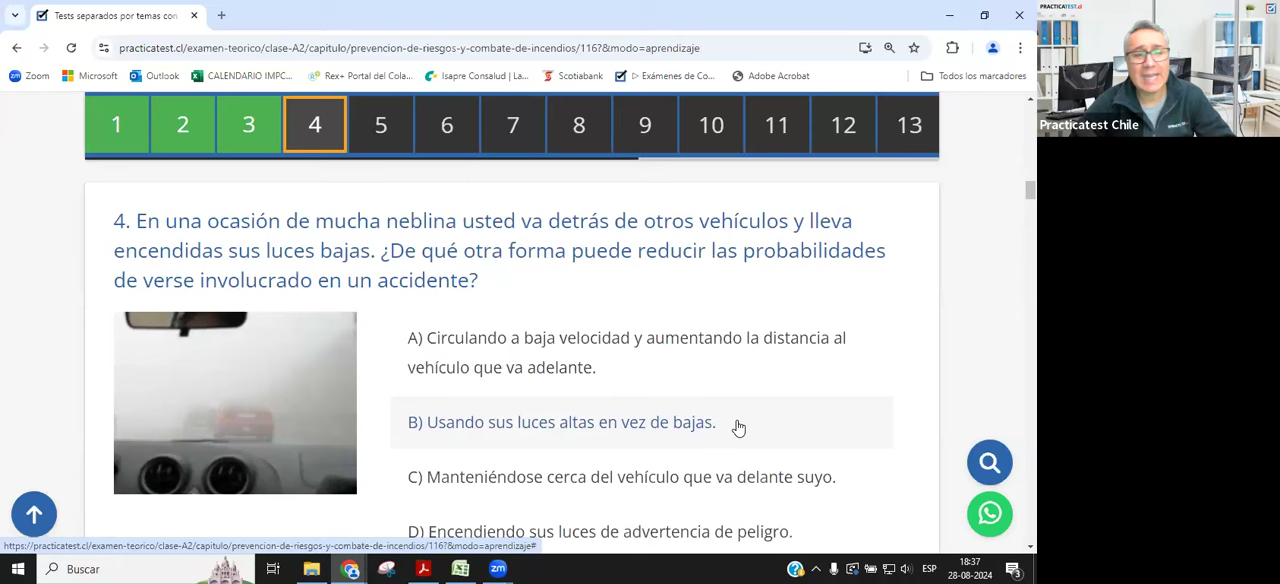 Tests separados por temas con
practicatest.cl/examen-teorico/clase-A2/capitulo/prevencion-de-riesgos-y-combate-de-incendios/116?&modo=aprendizaje
Zoom Microsoft Outlook CALENDARIO IMPC... Rex+ Portal del Cola... Isapre Consalud | La... Scotiabank ▷ Exámenes de Co... Adobe Acrobat Todos los marcadores
1 2 3 4 5 6 7 8 9 10 11 12 13
4. En una ocasión de mucha neblina usted va detrás de otros vehículos y lleva
encendidas sus luces bajas. ¿De qué otra forma puede reducir las probabilidades
de verse involucrado en un accidente?
A) Circulando a baja velocidad y aumentando la distancia al
vehículo que va adelante.
B) Usando sus luces altas en vez de bajas.
C) Manteniéndose cerca del vehículo que va delante suyo.
D) Encendiendo sus luces de advertencia de peligro.
https://practicatest.cl/examen-teorico/clase-A2/capitulo/prevencion-de-riesgos-y-combate-de-incendios/116?&modo=aprendizaje#
Buscar
ESP
18:37
28-08-2024
3
PRACTICATEST.cl
Practicatest Chile